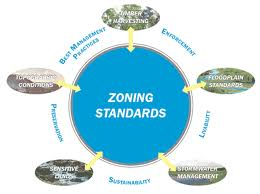 TIMBER
HARVESTING
BEST MANAGEMENT
PRACTICES
ENFORCEMENT
TOPOGRAPHIC
CONDITIONS
FLOODPLAIN
STANDARDS
ZONING
STANDARDS
PRESERVATION
LIVABILITY
SENSITIVE
STORMWATER
MANAGEMENT
SUSTAINABILITY